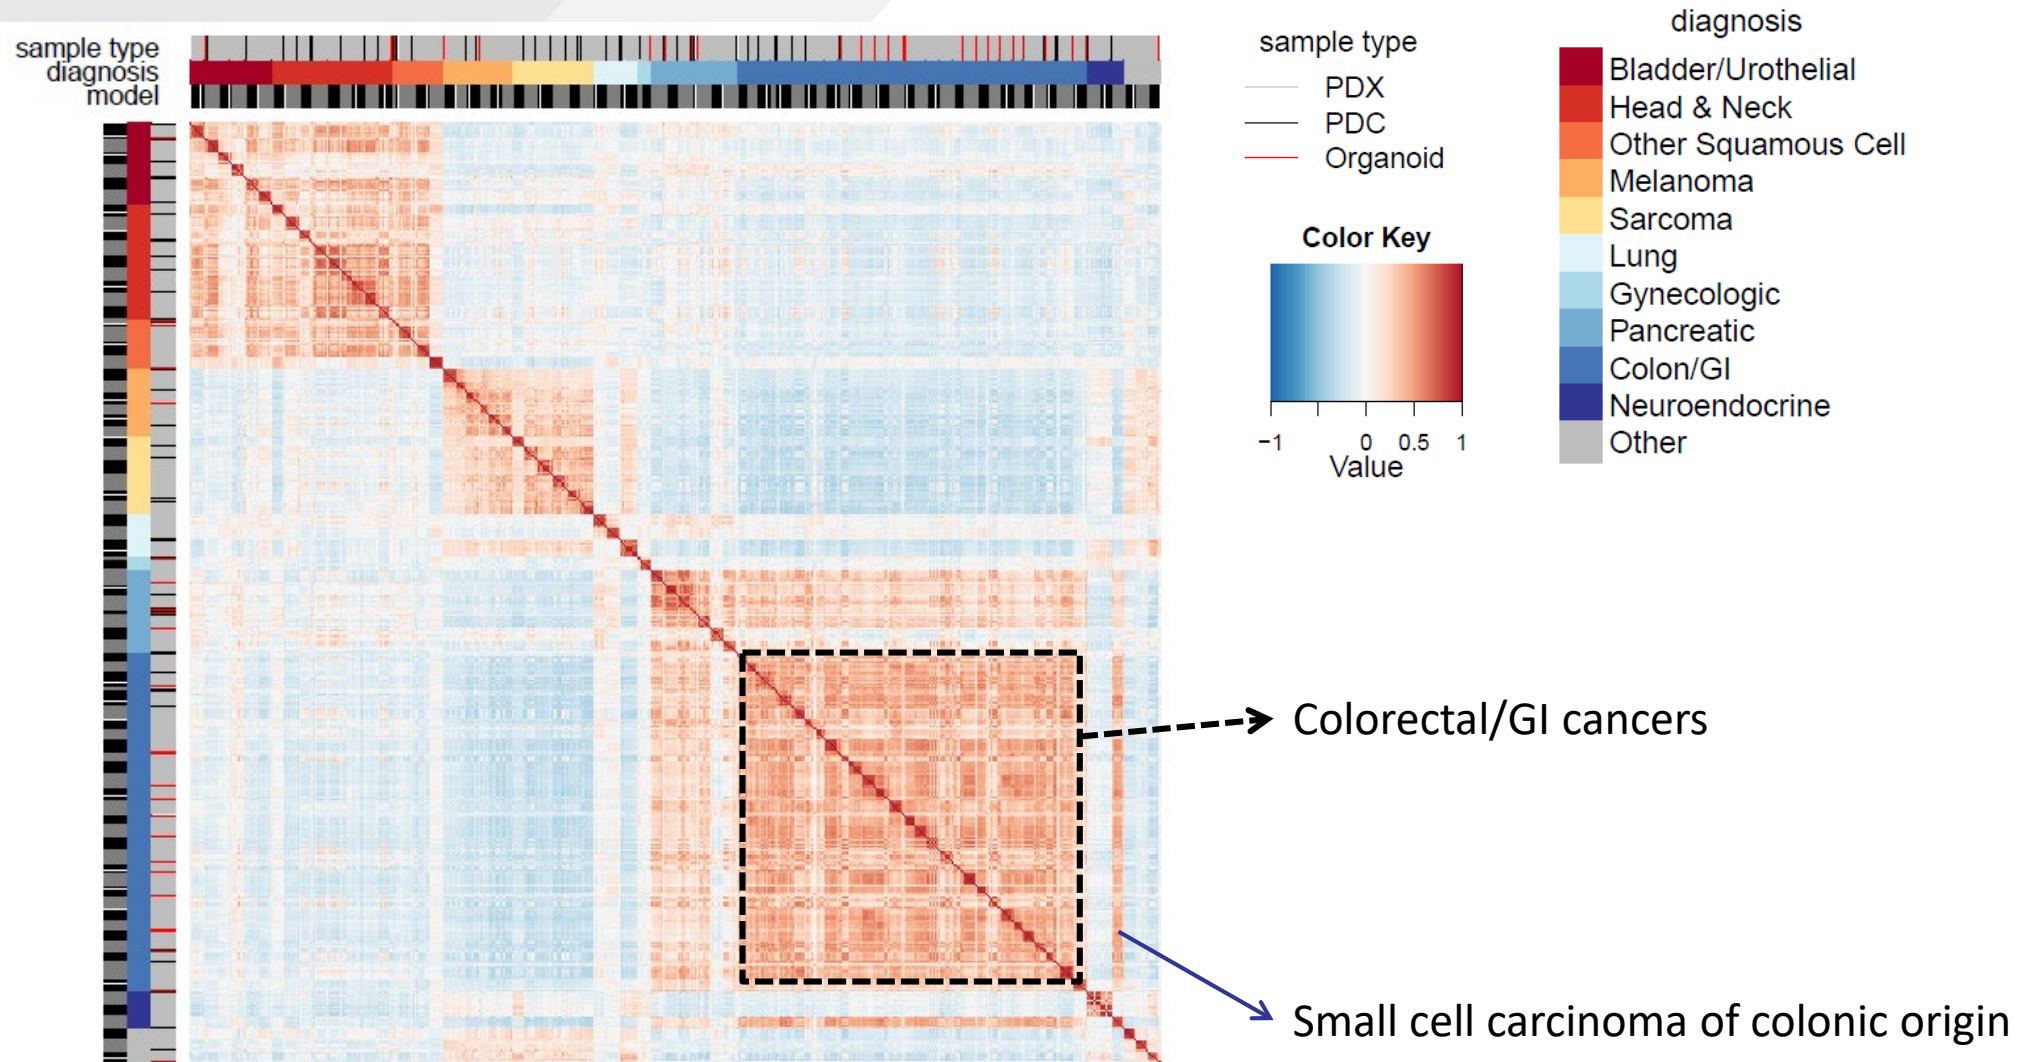 sample type
diagnosis
model
sample type
PDX
PDC
Organoid
Color Key
−1 0 0.5 1
Value
diagnosis
Bladder/Urothelial
Head & Neck
Other Squamous Cell
Melanoma
Sarcoma
Lung
Gynecologic
Pancreatic
Colon/GI
Neuroendocrine
Other
Colorectal/GI cancers
Small cell carcinoma of colonic origin